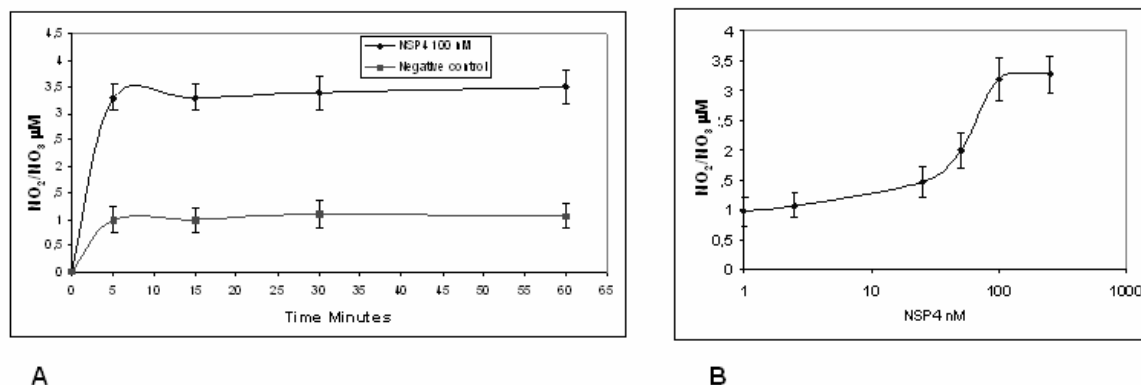 4,5
4
3,5
3
2,5
2
1,5
1
0,5
0
NO2/NO3 µM
NSP4 100 nM
Negative control
0 5 10 15 20 25 30 35 40 45 50 55 60 65
Time Minutes
A
4
3,5
3
2,5
2
1,5
1
0,5
0
NO2/NO3 µM
1 10 100 1000
NSP4 nM
B